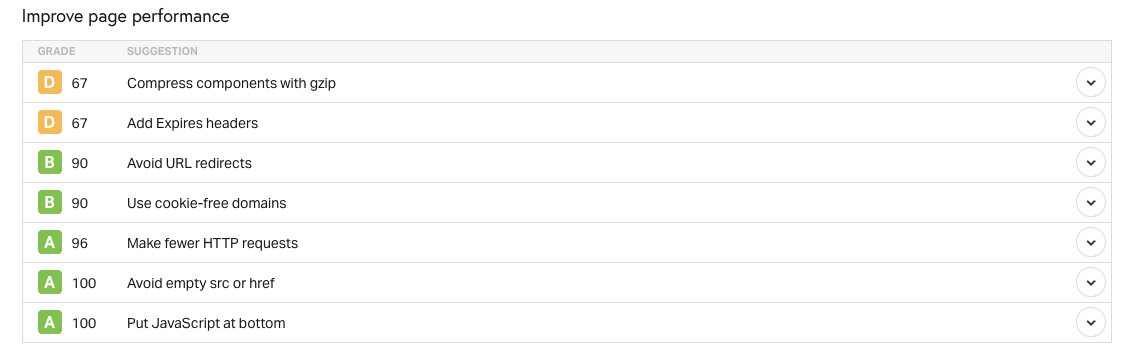 Improve page performance
GRADE SUGGESTION
D 67 Compress components with gzip
D 67 Add Expires headers
B 90 Avoid URL redirects
B 90 Use cookie-free domains
A 96 Make fewer HTTP requests
A 100 Avoid empty src or href
A 100 Put JavaScript at bottom